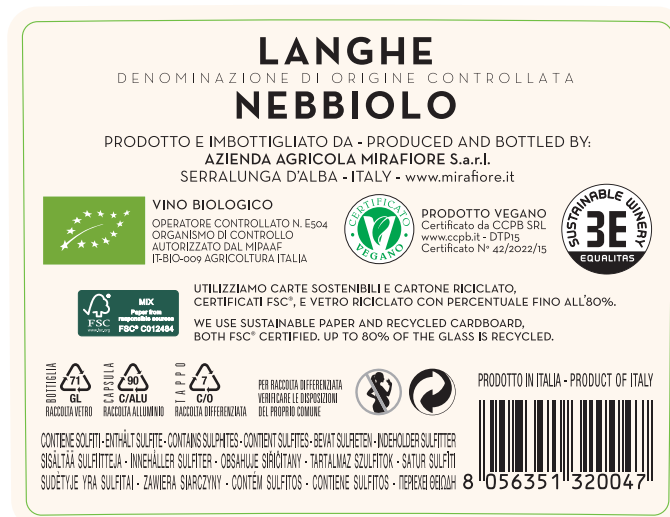 LANGHE
DENOMINAZIONE DI ORIGINE CONTROLLATA
NEBBIOLO
PRODOTTO E IMBOTTIGLIATO DA - PRODUCED AND BOTTLED BY:
AZIENDA AGRICOLA MIRAFIORE S.a.r.l.
SERRALUNGA D'ALBA - ITALY - www.mirafiore.it
VINO BIOLOGICO
OPERATORE CONTROLLATO N. E504
ORGANISMO DI CONTROLLO
AUTORIZZATO DAL MIPAAF
IT-BIO-009 AGRICOLTURA ITALIA
CERTIFICATO
V
VEGANO
PRODOTTO VEGANO
Certificato da CCPB SRL
www.ccpb.it - DTP15
Certificato N° 42/2022/15
SUSTAINABLE WINERY
3E
EQUALITAS
FSC
www.fsc.org
MIX
Paper from
responsible sources
FSC® C012484
UTILIZZIAMO CARTE SOSTENIBILI E CARTONE RICICLATO,
CERTIFICATI FSC®, E VETRO RICICLATO CON PERCENTUALE FINO ALL'80%.
WE USE SUSTAINABLE PAPER AND RECYCLED CARDBOARD,
BOTH FSC® CERTIFIED. UP TO 80% OF THE GLASS IS RECYCLED.
BOTTIGLIA
71
GL
RACCOLTA VETRO
CAPSULA
90
C/ALU
RACCOLTA ALLUMINIO
TAPPO
7
C/O
RACCOLTA DIFFERENZIATA
PER RACCOLTA DIFFERENZIATA
VERIFICARE LE DISPOSIZIONI
DEL PROPRIO COMUNE
PRODOTTO IN ITALIA - PRODUCT OF ITALY
CONTIENE SOLFITI - ENTHÄLT SULFITE - CONTAINS SULPHITES - CONTIENT SULFITES - BEVAT SULFIETEN - INDEHOLDER SULFITTER
SISÄLTÄÄ SULFIITTEJA - INNEHÅLLER SULFITER - OBSAHUJE SIŘIČITANY - TARTALMAZ SZULFITOK - SATUR SULFĪTI
SUDĖTYJE YRA SULFITAI - ZAWIERA SIARCZYNY - CONTÉM SULFITOS - CONTIENE SULFITOS - ΠΕΡΙΕΧΕΙ ΘΕΙΩΔΗ
8 056351 320047